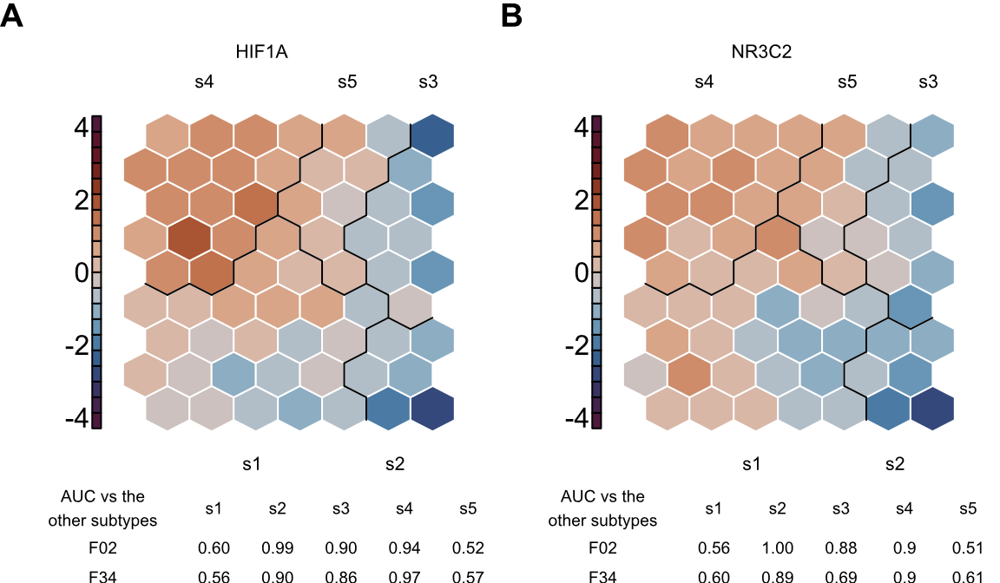 A B
HIF1A NR3C2
s4 s5 s3 s4 s5 s3
4 4
2 2
0 0
-2 -2
-4 -4
s1 s2 s1 s2
AUC vs the AUC vs the
other subtypes s1 s2 s3 s4 s5 other subtypes s1 s2 s3 s4 s5
F02 0.60 0.99 0.90 0.94 0.52 F02 0.56 1.00 0.88 0.9 0.51
F34 0.56 0.90 0.86 0.97 0.57 F34 0.60 0.89 0.69 0.9 0.61